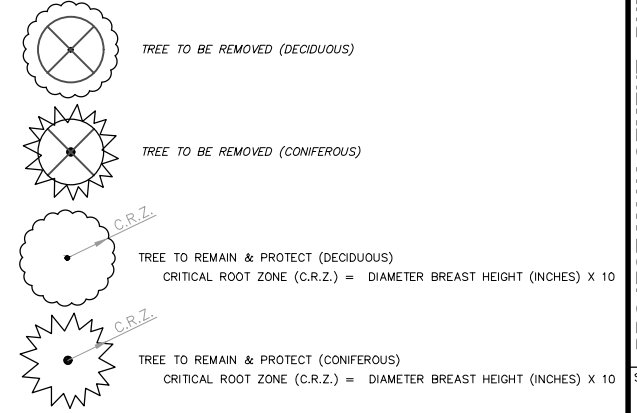 TREE TO BE REMOVED (DECIDUOUS)
TREE TO BE REMOVED (CONIFEROUS)
C.R.Z.
TREE TO REMAIN & PROTECT (DECIDUOUS)
CRITICAL ROOT ZONE (C.R.Z.) = DIAMETER BREAST HEIGHT (INCHES) X 10
C.R.Z.
TREE TO REMAIN & PROTECT (CONIFEROUS)
CRITICAL ROOT ZONE (C.R.Z.) = DIAMETER BREAST HEIGHT (INCHES) X 10